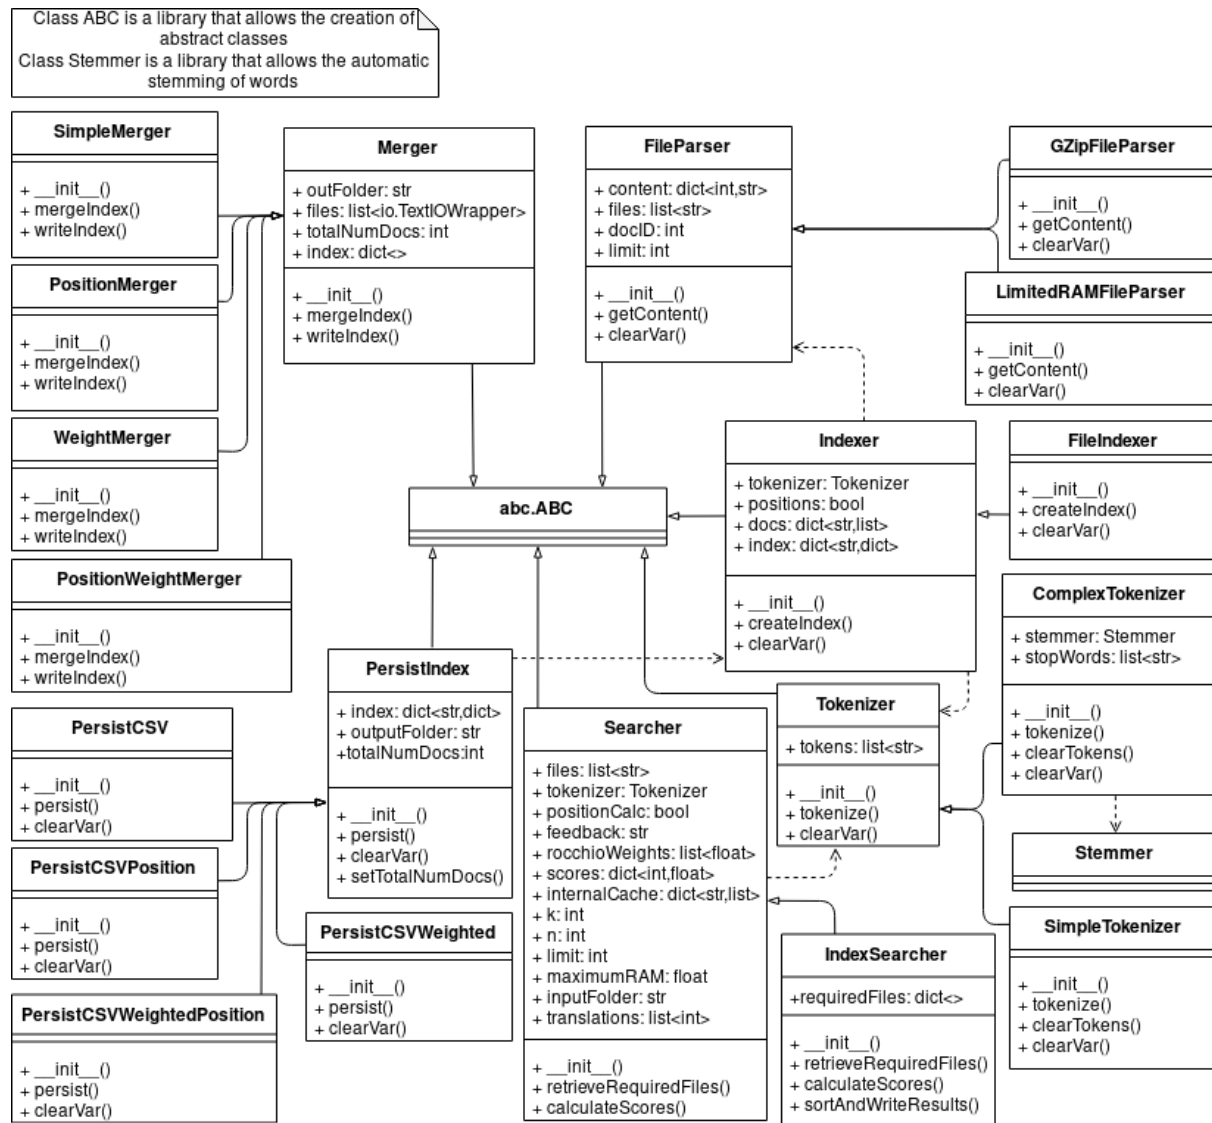 Class ABC is a library that allows the creation of
abstract classes
Class Stemmer is a library that allows the automatic
stemming of words
SimpleMerger
+ __init__()
+ mergeIndex()
+ writeIndex()
PositionMerger
+ __init__()
+ mergeIndex()
+ writeIndex()
WeightMerger
+ __init__()
+ mergeIndex()
+ writeIndex()
PositionWeightMerger
+ __init__()
+ mergeIndex()
+ writeIndex()
Merger
+ outFolder: str
+ files: list<io.TextIOWrapper>
+ totalNumDocs: int
+ index: dict<>
+ __init__()
+ mergeIndex()
+ writeIndex()
FileParser
+ content: dict<int,str>
+ files: list<str>
+ docID: int
+ limit: int
+ __init__()
+ getContent()
+ clearVar()
GZipFileParser
+ __init__()
+ getContent()
+ clearVar()
LimitedRAMFileParser
+ __init__()
+ getContent()
+ clearVar()
abc.ABC
Indexer
+ tokenizer: Tokenizer
+ positions: bool
+ docs: dict<str,list>
+ index: dict<str,dict>
+ __init__()
+ createIndex()
+ clearVar()
FileIndexer
+ __init__()
+ createIndex()
+ clearVar()
ComplexTokenizer
+ stemmer: Stemmer
+ stopWords: list<str>
+ __init__()
+ tokenize()
+ clearTokens()
+ clearVar()
PersistCSV
+ __init__()
+ persist()
+ clearVar()
PersistCSVPosition
+ __init__()
+ persist()
+ clearVar()
PersistCSVWeightedPosition
+ __init__()
+ persist()
+ clearVar()
PersistIndex
+ index: dict<str,dict>
+ outputFolder: str
+totalNumDocs:int
+ __init__()
+ persist()
+ clearVar()
+ setTotalNumDocs()
PersistCSVWeighted
+ __init__()
+ persist()
+ clearVar()
Searcher
+ files: list<str>
+ tokenizer: Tokenizer
+ positionCalc: bool
+ feedback: str
+ rocchioWeights: list<float>
+ scores: dict<int,float>
+ internalCache: dict<str,list>
+ k: int
+ n: int
+ limit: int
+ maximumRAM: float
+ inputFolder: str
+ translations: list<int>
+ __init__()
+ retrieveRequiredFiles()
+ calculateScores()
Tokenizer
+ tokens: list<str>
+ __init__()
+ tokenize()
+ clearVar()
Stemmer
IndexSearcher
+requiredFiles: dict<>
+ __init__()
+ retrieveRequiredFiles()
+ calculateScores()
+ sortAndWriteResults()
SimpleTokenizer
+ __init__()
+ tokenize()
+ clearTokens()
+ clearVar()